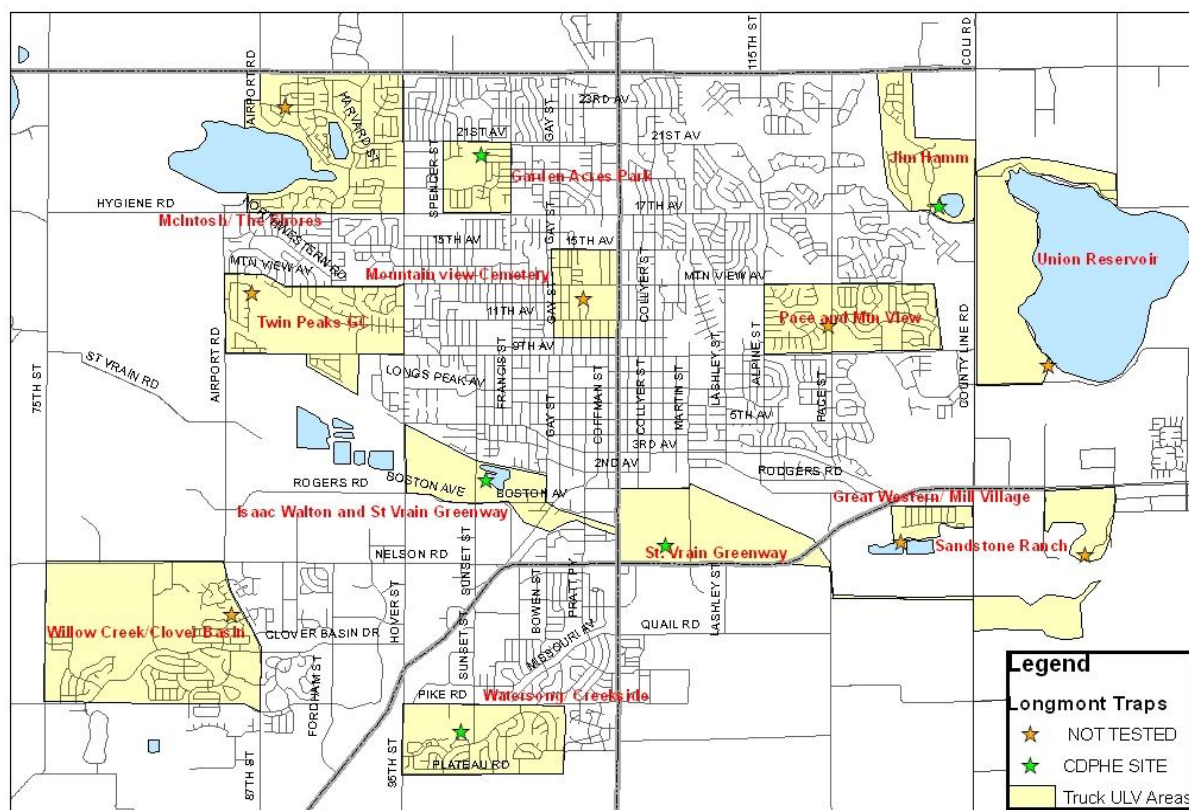 AIRPORT RD
115TH ST
COLI RD
23RD AV
HARVARD ST
GAY ST
21ST AV
21ST AV
SPENCER ST
Garden Acres Park
Jim Hamm
HYGIENE RD
17TH AV
McIntosh/ The Shores
NORTHWESTERN RD
GAY ST
15TH AV
15TH AV
MTN VIEW AV
Mountain view-Cemetery
MTN VIEW AV
Union Reservoir
COLLYER ST
11TH AV
GAY ST
Twin Peaks GC
Pace and Mtn View
9TH AV
75TH ST
ST VRAIN RD
AIRPORT RD
LONGS PEAK AV
FRANCIS ST
GAY ST
COFFMAN ST
COLLYER ST
MARTIN ST
LASHLEY ST
ALPINE ST
PACE ST
COUNTY LINE RD
5TH AV
3RD AV
2ND AV
RODGERS RD
ROGERS RD
BOSTON AVE
BOSTON AV
Isaac Walton and St Vrain Greenway
Great Western/ Mill Village
Sandstone Ranch
NELSON RD
St. Vrain Greenway
SUNSET ST
BOWEN ST
PRATT PY
LASHLEY ST
Willow Creek/Clover Basin
CLOVER BASIN DR
HOVER ST
SUNSET ST
MISSOURI AV
QUAIL RD
FORDHAM ST
PIKE RD
Watersong/ Creekside
87TH ST
95TH ST
PLATEAU RD
Legend
Longmont Traps
NOT TESTED
CDPHE SITE
Truck ULV Areas